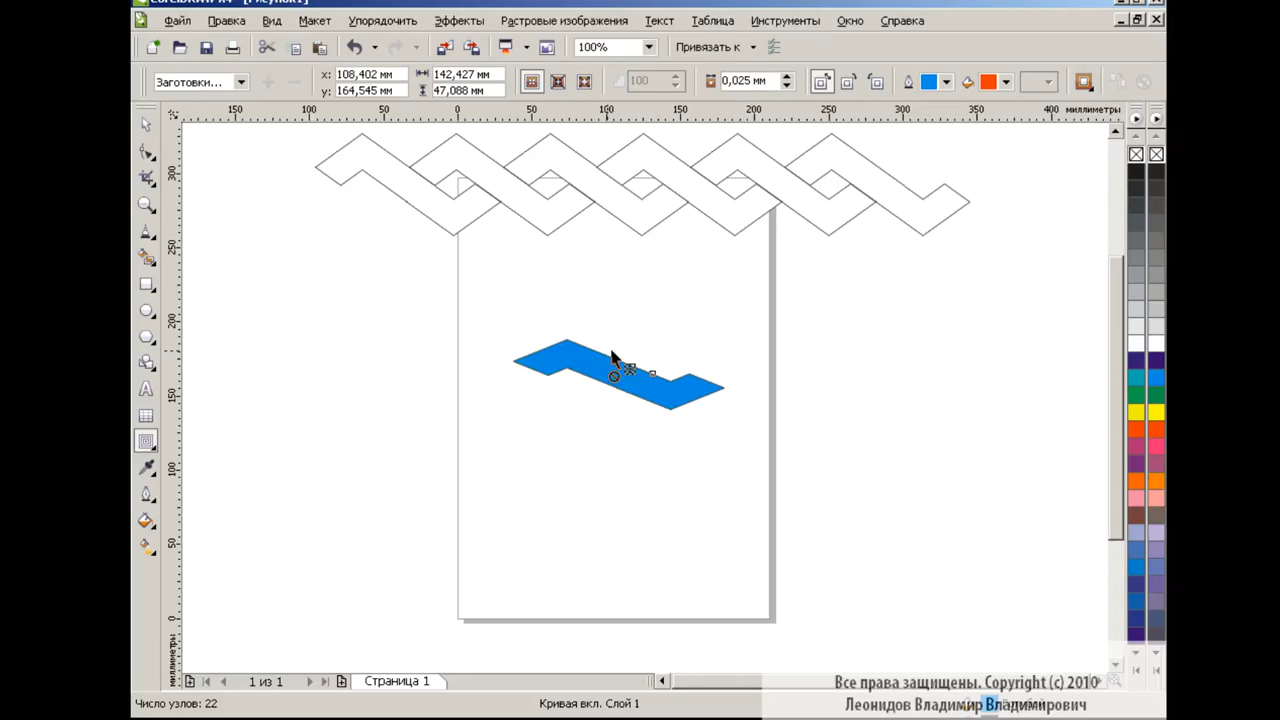 Файл Правка Вид Макет Упорядочить Эффекты Растровые изображения Текст Таблица Инструменты Окно Справка
100% Привязать к
Заготовки... x: 108,402 мм 142,427 мм 100 0,025 мм
y: 164,545 мм 47,088 мм
150 100 50 0 50 100 150 200 250 300 350 400 миллиметры
300
250
200
150
100
50
0
миллиметры
1 из 1 Страница 1
Все права защищены. Copyright (c) 2010
Число узлов: 22 Кривая вкл. Слой 1 Леонидов Владимир Владимирович